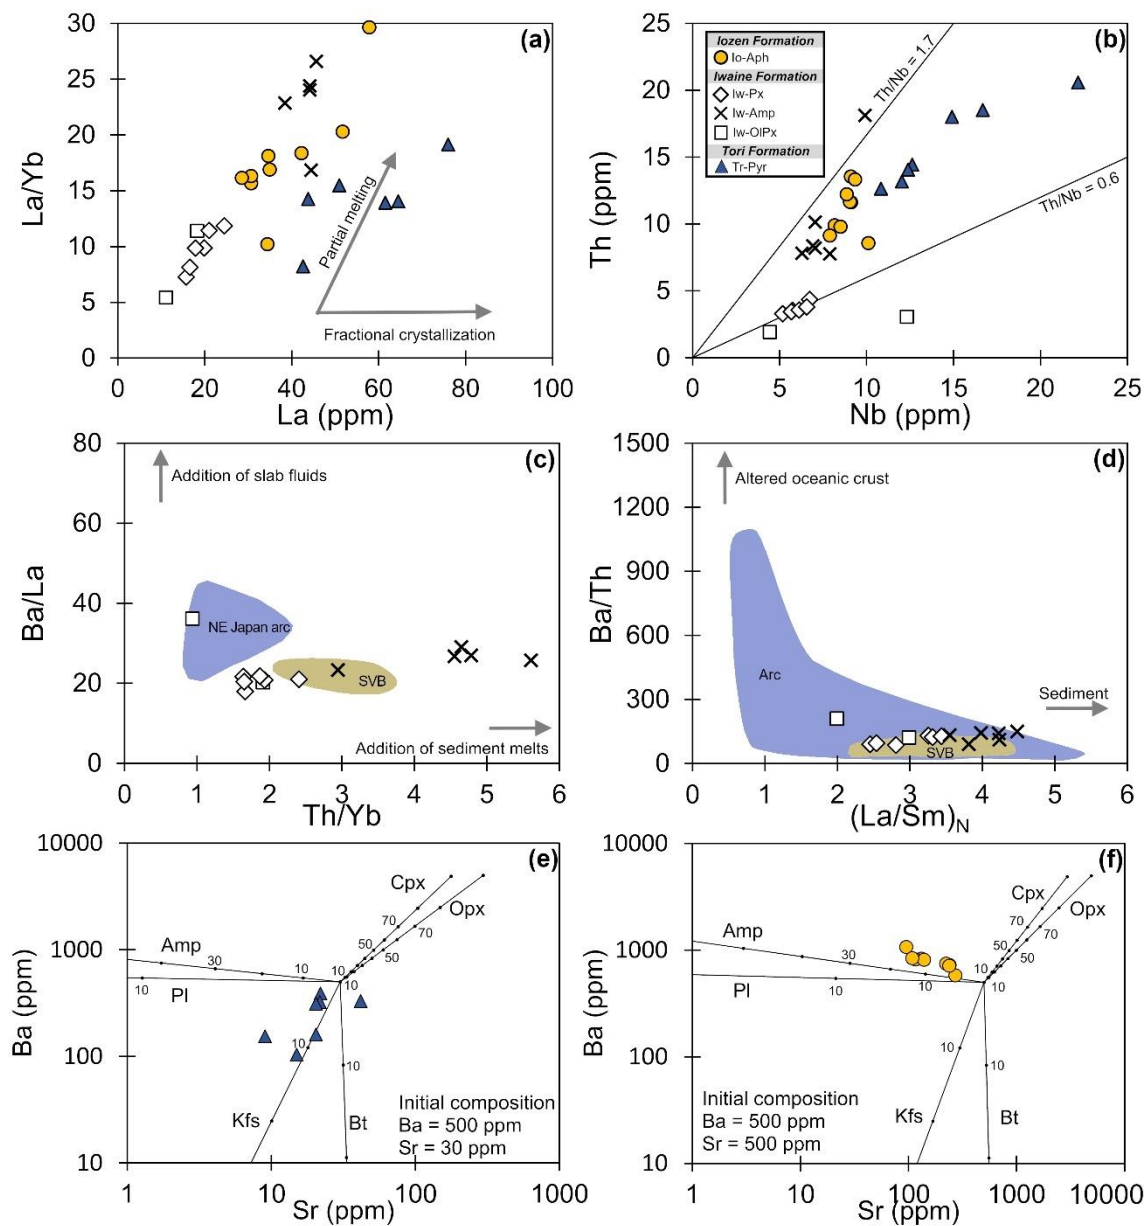 (a)
30
25
20
15
10
5
0
La/Yb
Partial melting
Fractional crystallization
0 20 40 60 80 100
La (ppm)
(b)
25
20
15
10
5
0
Th (ppm)
Iozen Formation
Io-Aph
Iwaine Formation
Iw-Px
Iw-Amp
Iw-OlPx
Tori Formation
Tr-Pyr
Th/Nb = 1.7
Th/Nb = 0.6
0 5 10 15 20 25
Nb (ppm)
(c)
80
60
40
20
0
Ba/La
Addition of slab fluids
NE Japan arc
SVB
Addition of sediment melts
0 1 2 3 4 5 6
Th/Yb
(d)
1500
1200
900
600
300
0
Ba/Th
Altered oceanic crust
Arc
Sediment
SVB
0 1 2 3 4 5 6
(La/Sm)N
(e)
10000
1000
100
10
Ba (ppm)
Cpx
Opx
70
70
50
50
Amp
30
10
10
10
Pl
10
10
10
Kfs
Bt
Initial composition
Ba = 500 ppm
Sr = 30 ppm
1 10 100 1000
Sr (ppm)
(f)
10000
1000
100
10
Ba (ppm)
Cpx
Opx
70
70
50
50
Amp
30
10
10
10
Pl
10
10
10
Kfs
Bt
Initial composition
Ba = 500 ppm
Sr = 500 ppm
1 10 100 1000 10000
Sr (ppm)